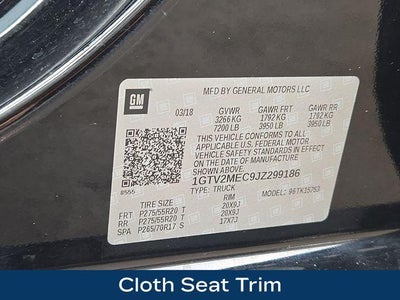 GM
MFD BY GENERAL MOTORS LLC
03/18 GVWR GAWR FRT GAWR RR
3266 KG 1792 KG 1792 KG
7200 LB 3950 LB 3950 LB
THIS VEHICLE CONFORMS TO ALL
APPLICABLE U.S. FEDERAL MOTOR
VEHICLE SAFETY AND THEFT PREVENTION
STANDARDS IN EFFECT ON THE DATE OF
MANUFACTURE SHOWN ABOVE.
1GTV2MEC9JZ299186
TYPE: TRUCK
TIRE SIZE RIM
FRT P275/55R20 T 20X9J
RR P275/55R20 T 20X9J
SPA P265/70R17 S 17X7J
Cloth Seat Trim